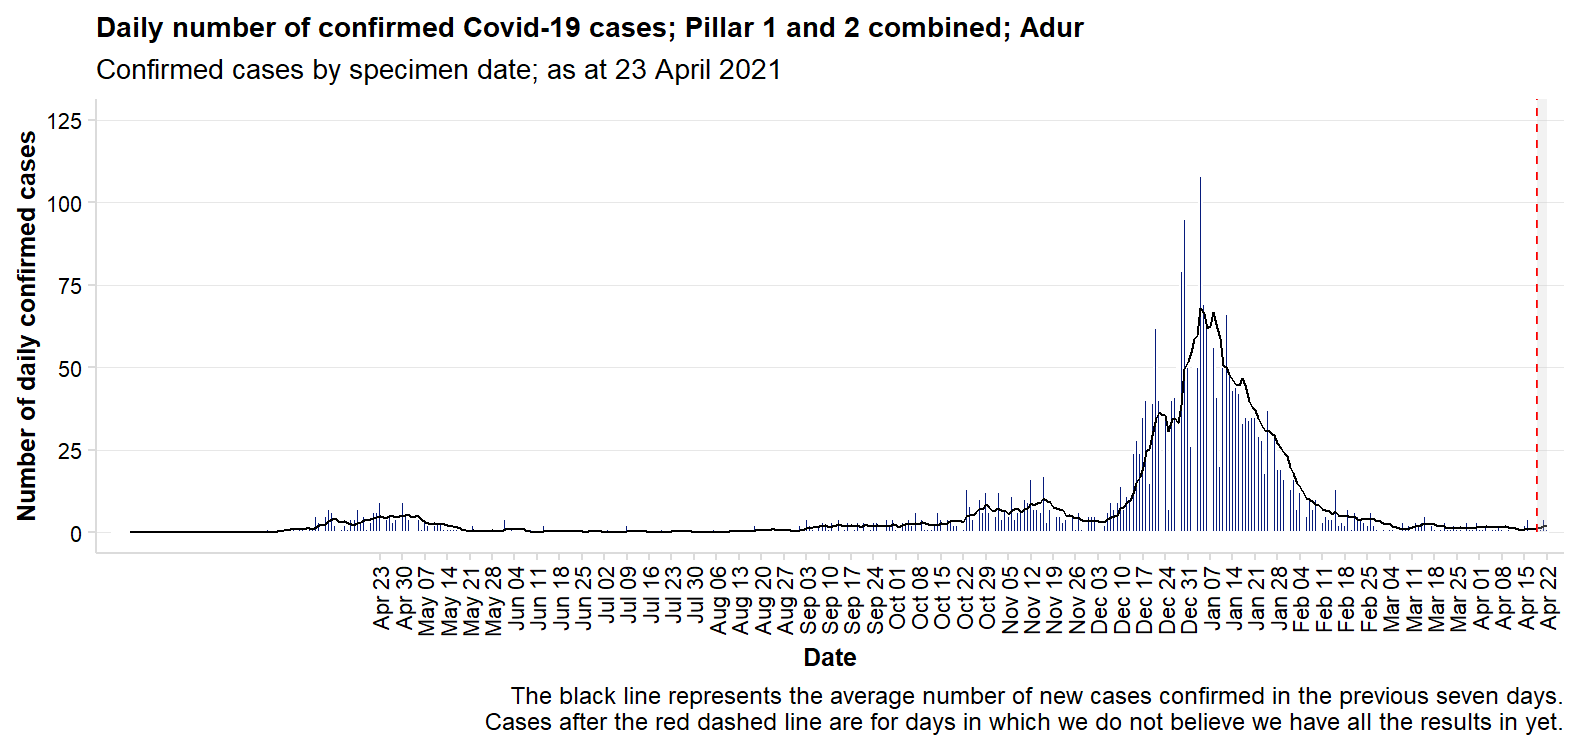 Daily number of confirmed Covid-19 cases; Pillar 1 and 2 combined; Adur
Confirmed cases by specimen date; as at 23 April 2021
Number of daily confirmed cases
125
100
75
50
25
0
Apr 23
Apr 30
May 07
May 14
May 21
May 28
Jun 04
Jun 11
Jun 18
Jun 25
Jul 02
Jul 09
Jul 16
Jul 23
Jul 30
Aug 06
Aug 13
Aug 20
Aug 27
Sep 03
Sep 10
Sep 17
Sep 24
Oct 01
Oct 08
Oct 15
Oct 22
Oct 29
Nov 05
Nov 12
Nov 19
Nov 26
Dec 03
Dec 10
Dec 17
Dec 24
Dec 31
Jan 07
Jan 14
Jan 21
Jan 28
Feb 04
Feb 11
Feb 18
Feb 25
Mar 04
Mar 11
Mar 18
Mar 25
Apr 01
Apr 08
Apr 15
Apr 22
Date
The black line represents the average number of new cases confirmed in the previous seven days.
Cases after the red dashed line are for days in which we do not believe we have all the results in yet.